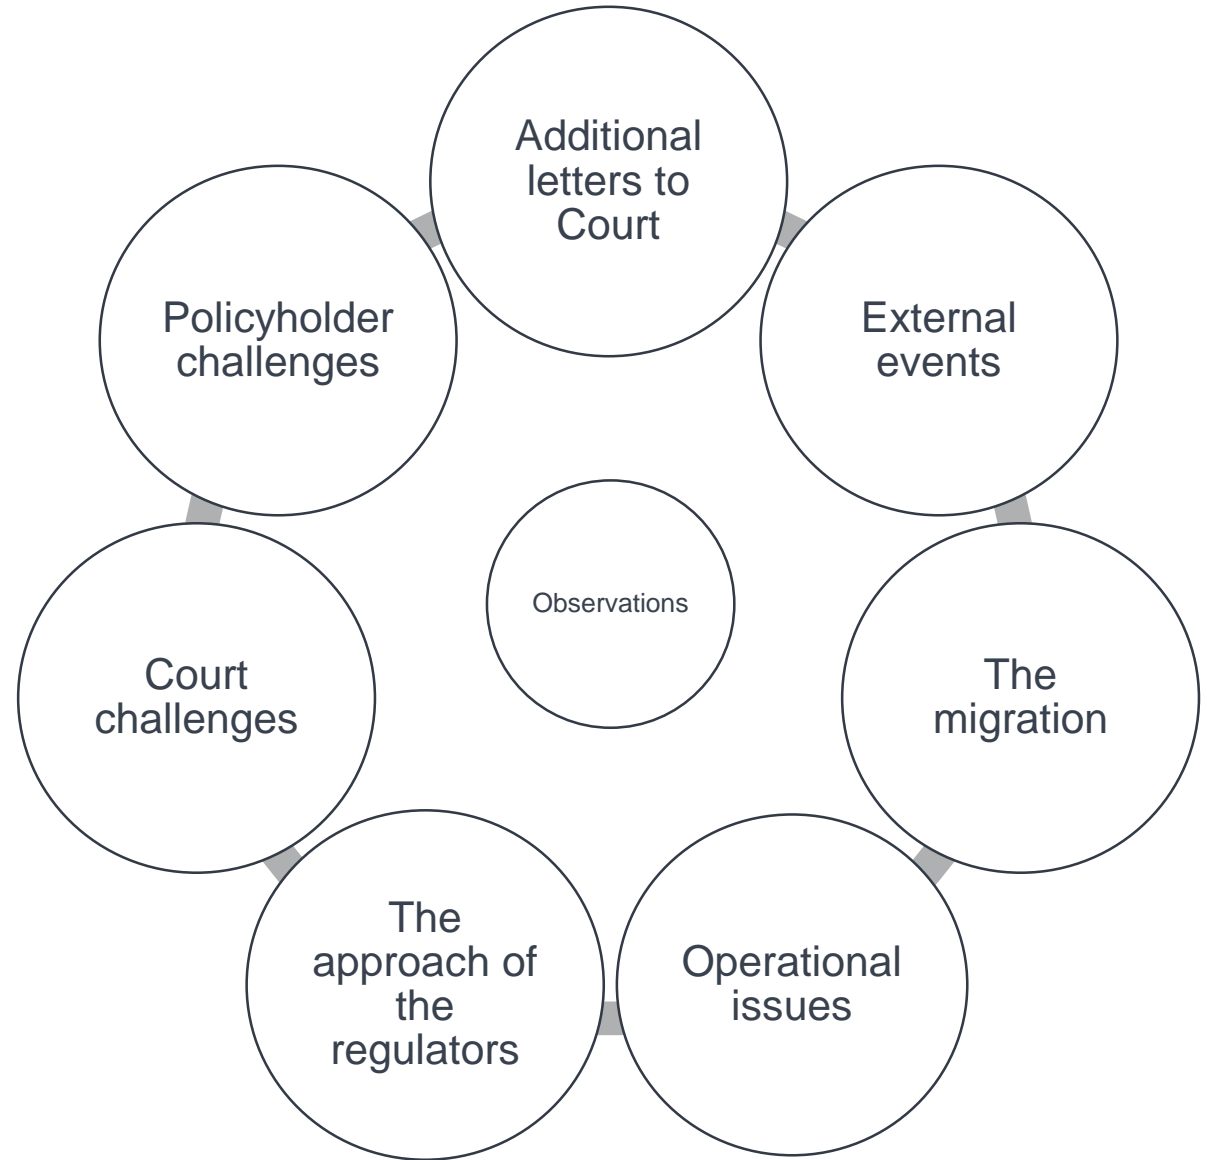 Additional
letters to
Court
External
events
The
migration
Operational
issues
The
approach of
the
regulators
Court
challenges
Policyholder
challenges
Observations